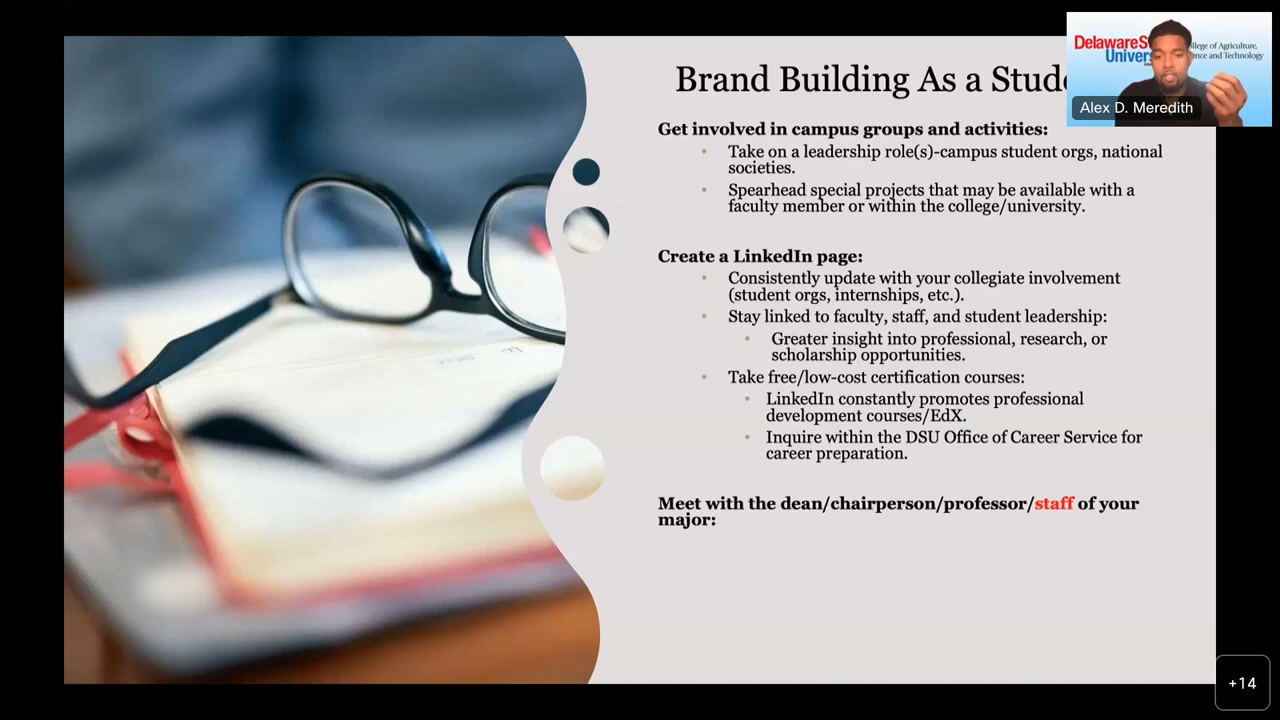 Brand Building As a Stud
DelawareS
Univers
llege of Agriculture,
ence and Technology
Alex D. Meredith
Get involved in campus groups and activities:
• Take on a leadership role(s)-campus student orgs, national
societies.
• Spearhead special projects that may be available with a
faculty member or within the college/university.
Create a LinkedIn page:
• Consistently update with your collegiate involvement
(student orgs, internships, etc.).
• Stay linked to faculty, staff, and student leadership:
• Greater insight into professional, research, or
scholarship opportunities.
• Take free/low-cost certification courses:
• LinkedIn constantly promotes professional
development courses/EdX.
• Inquire within the DSU Office of Career Service for
career preparation.
Meet with the dean/chairperson/professor/staff of your
major:
+14